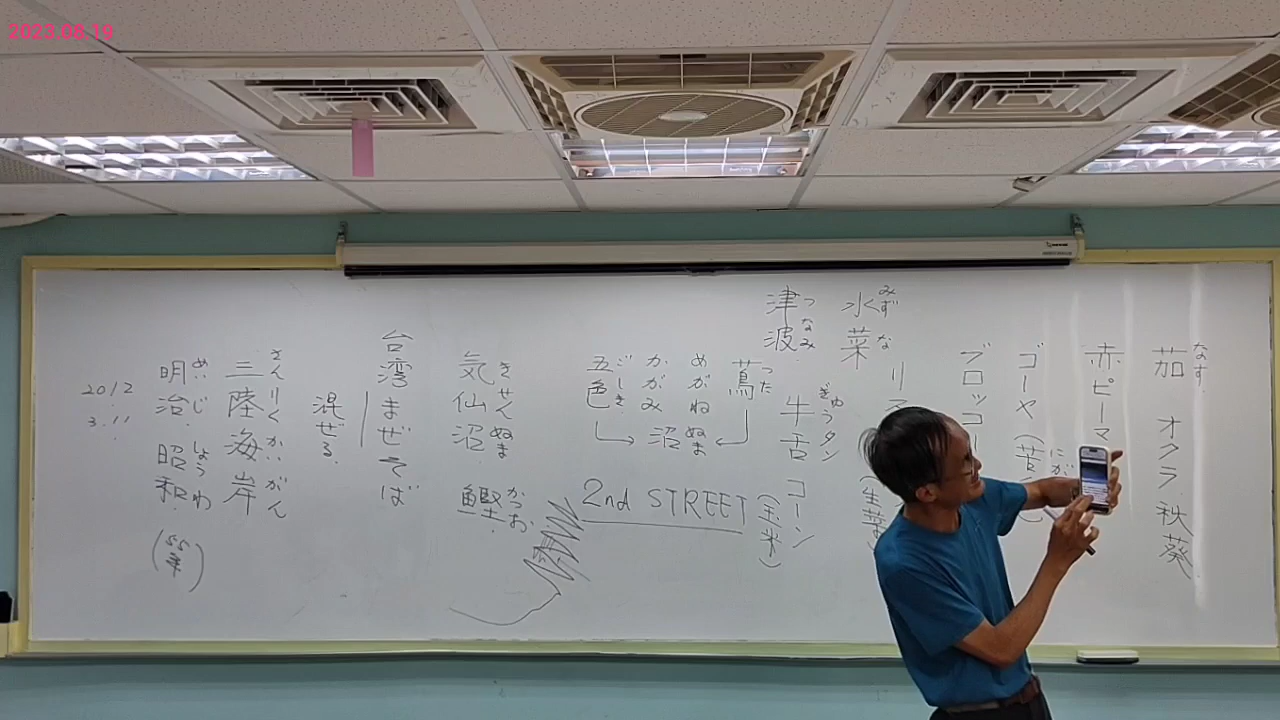 2023.08.19
なす
茄 オクラ 秋葵
赤ピーマ
にが
ゴーヤ(苦
ブロッコー
リ
(生菜
みず な
水菜
つなみ
津波
ぎゅうタン
牛舌 コーン
(玉米)
つた
蔦
めがね ぬま
かがみ 沼
ごしき
五色
2nd STREET
きせんぬま
気仙沼
かつお
鰹
台湾まぜそば
混ぜる
さんりくかいがん
三陸海岸
めいじ しょうわ
明治 昭和
(55年)
2012
3.11